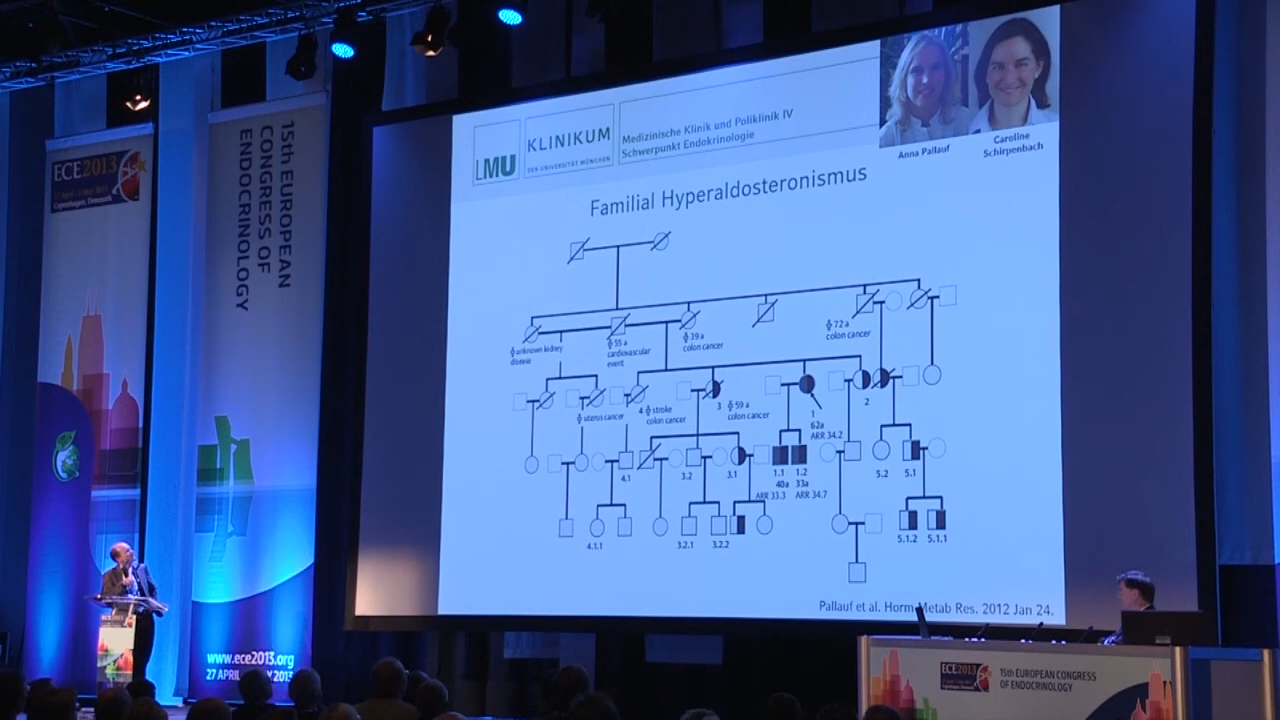 ECE2013
Copenhagen, Denmark
15th EUROPEAN
CONGRESS OF
ENDOCRINOLOGY
www.ece2013.org
27 APRIL
2013
LMU
KLINIKUM
DER UNIVERSITÄT MÜNCHEN
Medizinische Klinik und Poliklinik IV
Schwerpunkt Endokrinologie
Anna Pallauf
Caroline
Schirpenbach
Familial Hyperaldosteronismus
unknown kidney
disease
55 a
cardiovascular
event
39 a
colon cancer
72 a
colon cancer
uterus cancer
4
stroke
colon cancer
3
59 a
colon cancer
1
62a
ARR 34.2
2
4.1
3.2
3.1
1.1
40a
ARR 33.3
1.2
33a
ARR 34.7
5.2
5.1
4.1.1
3.2.1
3.2.2
5.1.2
5.1.1
Pallauf et al. Horm Metab Res. 2012 Jan 24.
ECE2013
ECE2013
15th EUROPEAN CONGRESS
OF ENDOCRINOLOGY